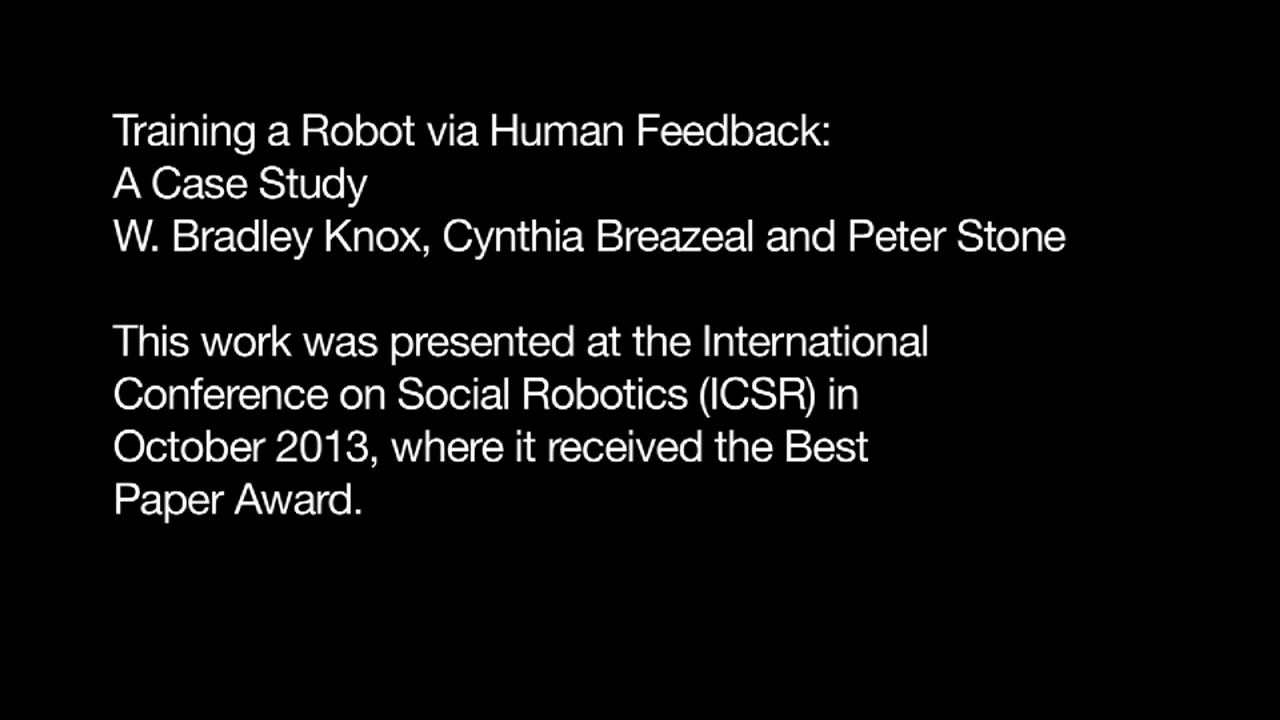 Training a Robot via Human Feedback:
A Case Study
W. Bradley Knox, Cynthia Breazeal and Peter Stone
This work was presented at the International
Conference on Social Robotics (ICSR) in
October 2013, where it received the Best
Paper Award.